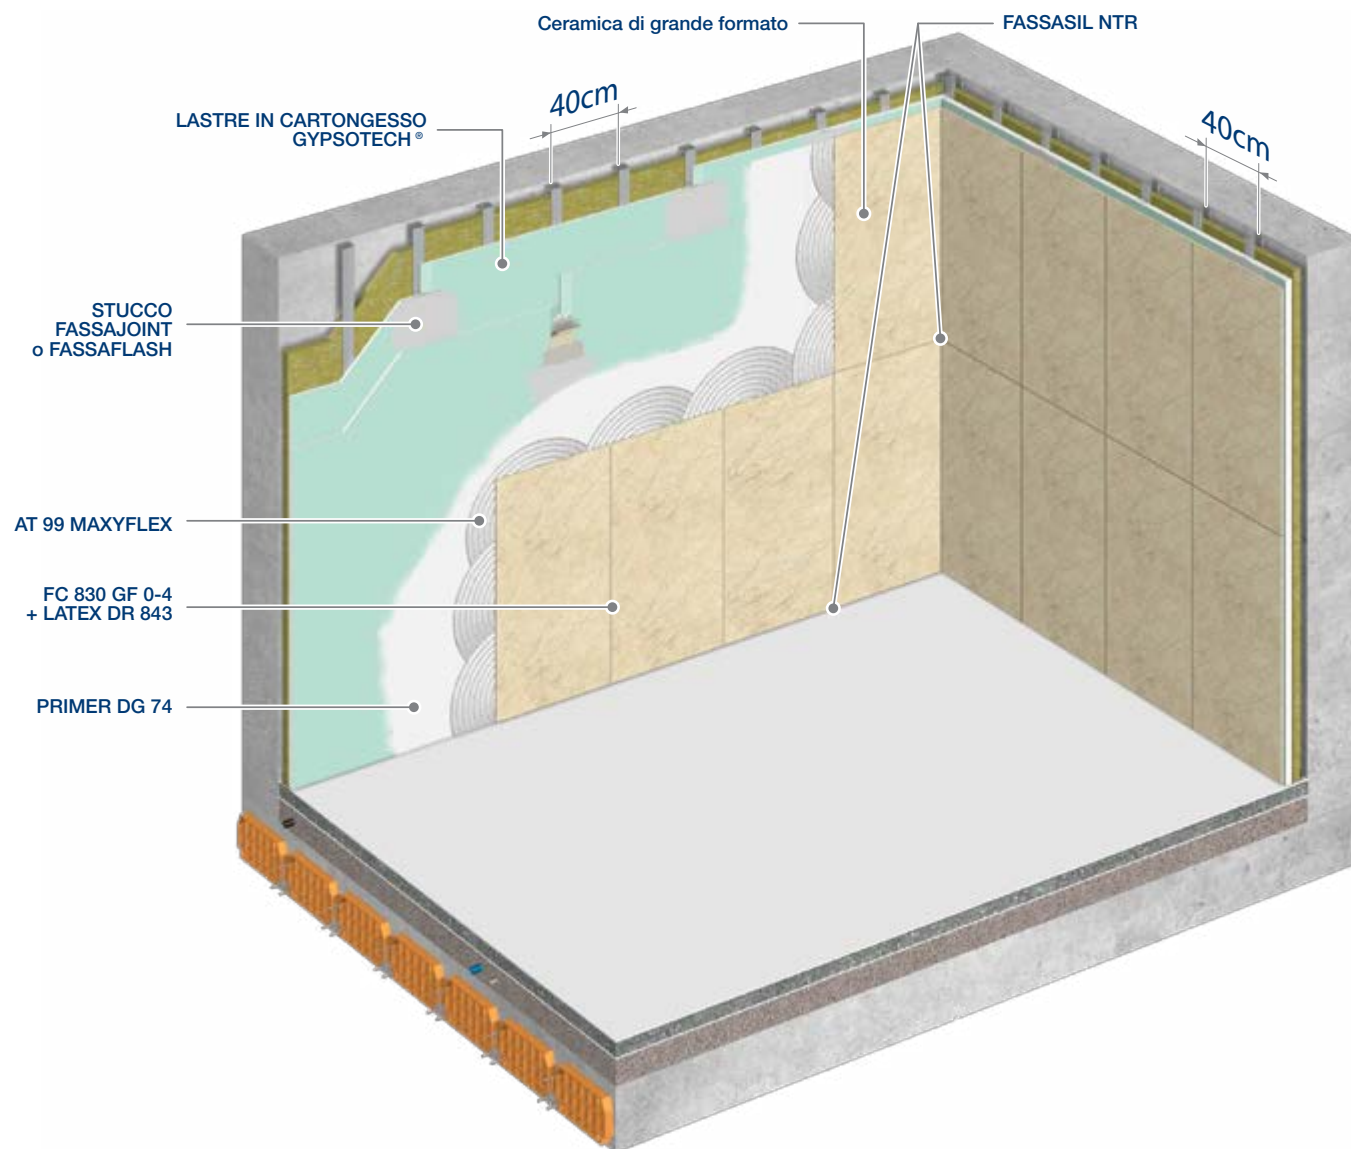 Ceramica di grande formato
FASSASIL NTR
40cm
LASTRE IN CARTONGESSO
GYPSOTECH ®
40cm
STUCCO
FASSAJOINT
o FASSAFLASH
AT 99 MAXYFLEX
FC 830 GF 0-4
+ LATEX DR 843
PRIMER DG 74